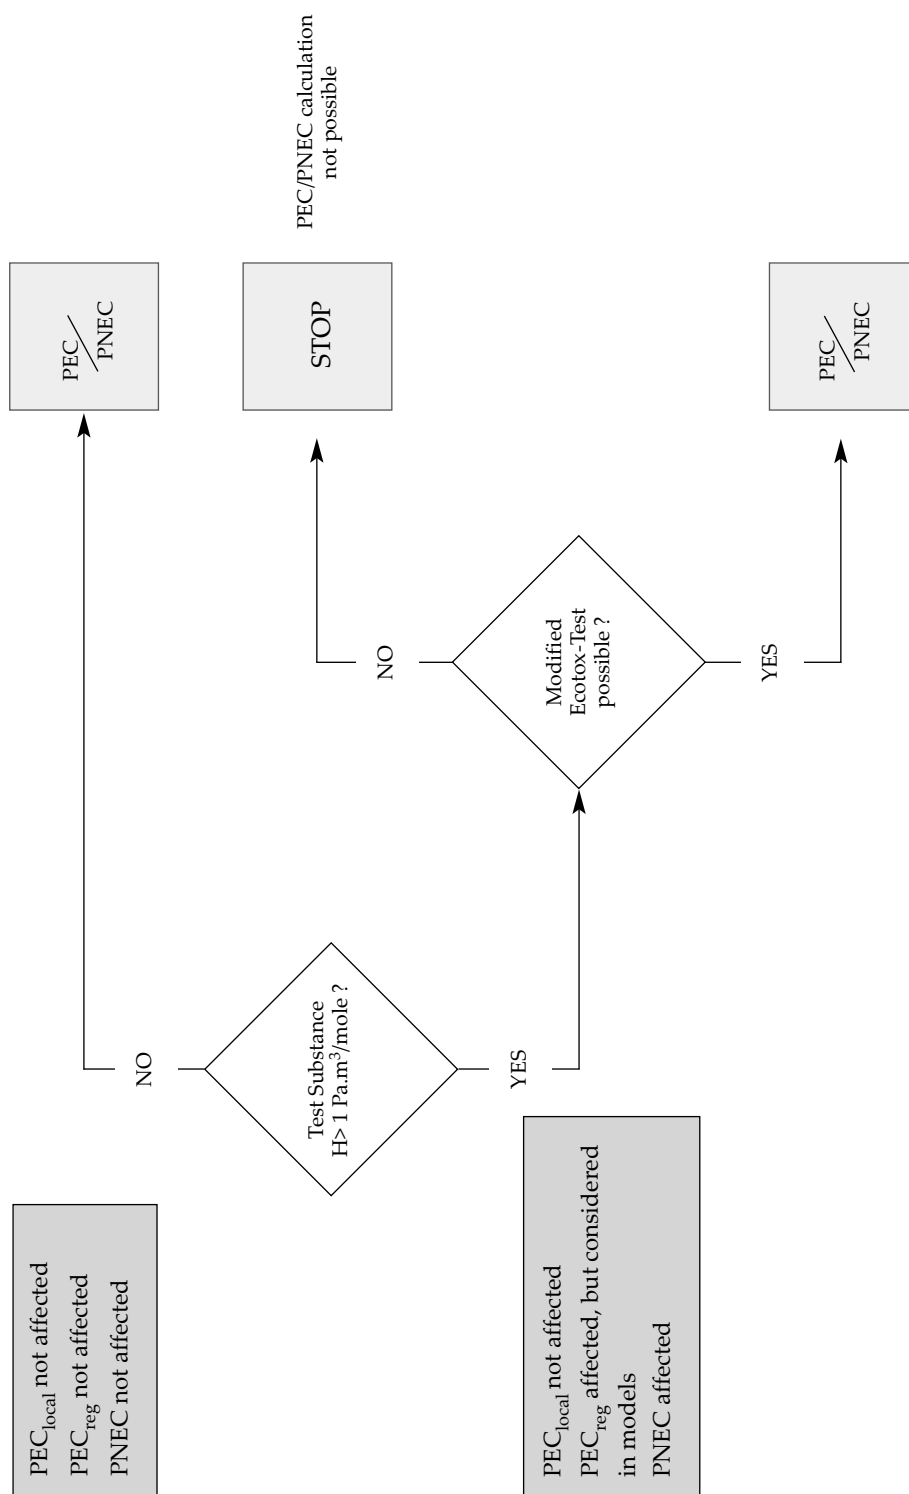 PEC_local not affected
PEC_reg not affected
PNEC not affected
NO
PEC/
PNEC
Test Substance
H> 1 Pa.m³/mole ?
YES
PEC_local not affected
PEC_reg affected, but considered
in models
PNEC affected
Modified
Ecotox-Test
possible ?
NO
STOP
PEC/PNEC calculation
not possible
YES
PEC/
PNEC